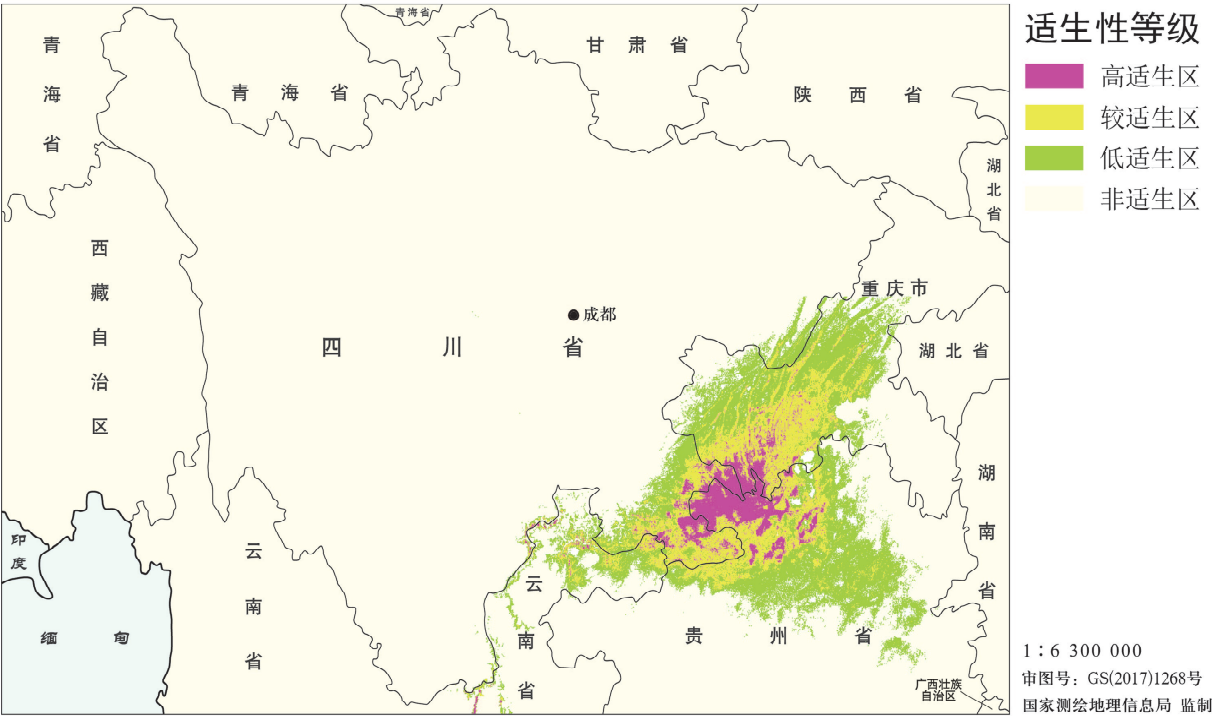 青海省
青海省
青海省
甘肃省
陕西省
湖北省
西藏自治区
成都
四川省
重庆市
湖北省
湖南省
印度
缅甸
云南省
云南省
贵州省
广西壮族
自治区
适生性等级
高适生区
较适生区
低适生区
非适生区
1∶6 300 000
审图号：GS(2017)1268号
国家测绘地理信息局 监制